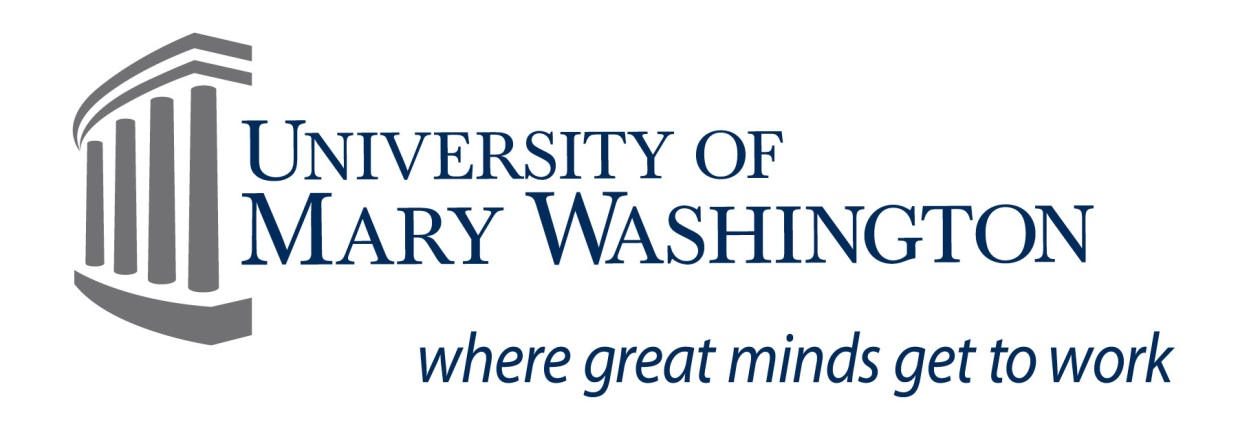 UNIVERSITY OF
MARY WASHINGTON
where great minds get to work